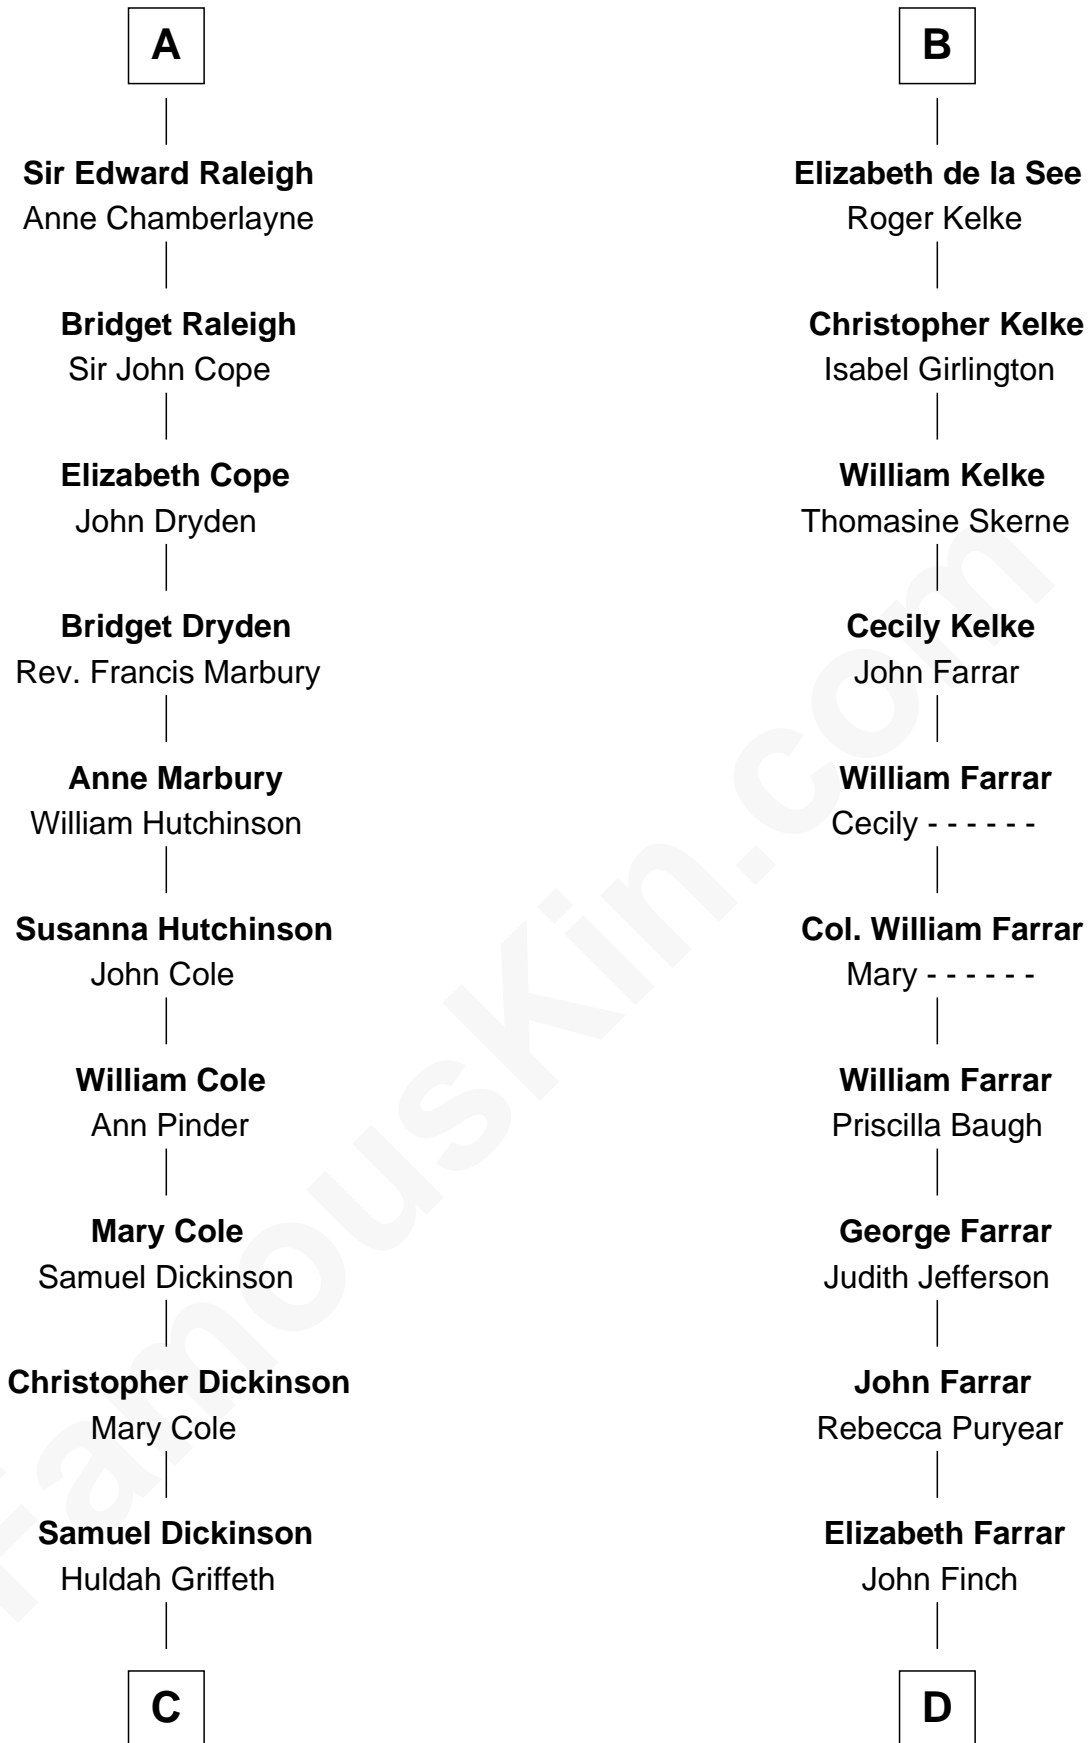 A
Sir Edward Raleigh
Anne Chamberlayne
Bridget Raleigh
Sir John Cope
Elizabeth Cope
John Dryden
Bridget Dryden
Rev. Francis Marbury
Anne Marbury
William Hutchinson
Susanna Hutchinson
John Cole
William Cole
Ann Pinder
Mary Cole
Samuel Dickinson
Christopher Dickinson
Mary Cole
Samuel Dickinson
Huldah Griffeth
C
B
Elizabeth de la See
Roger Kelke
Christopher Kelke
Isabel Girlington
William Kelke
Thomasine Skerne
Cecily Kelke
John Farrar
William Farrar
Cecily - - - - - -
Col. William Farrar
Mary - - - - - -
William Farrar
Priscilla Baugh
George Farrar
Judith Jefferson
John Farrar
Rebecca Puryear
Elizabeth Farrar
John Finch
D
FamousKin.com